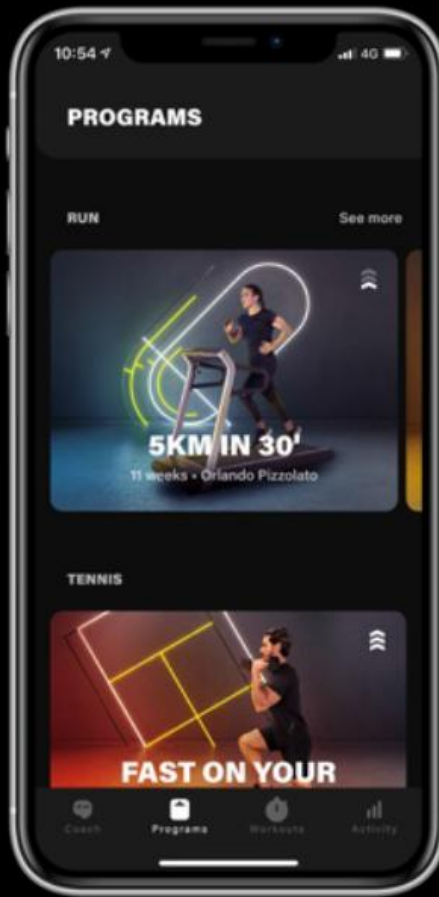 10:54
4G
PROGRAMS
RUN
See more
5KM IN 30'
11 weeks • Orlando Pizzolato
TENNIS
FAST ON YOUR
Coach
Programs
Workouts
Activity